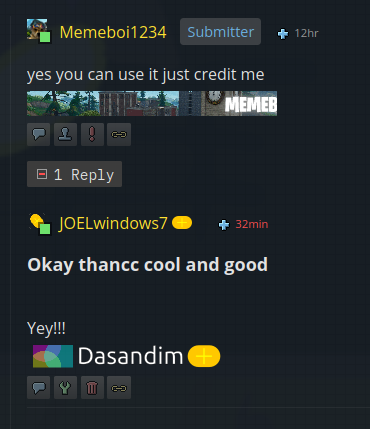 Memeboi1234 Submitter 12hr
yes you can use it just credit me
MEMEB
1 Reply
JOELwindows7 32min
Okay thancc cool and good
Yey!!!
Dasandim